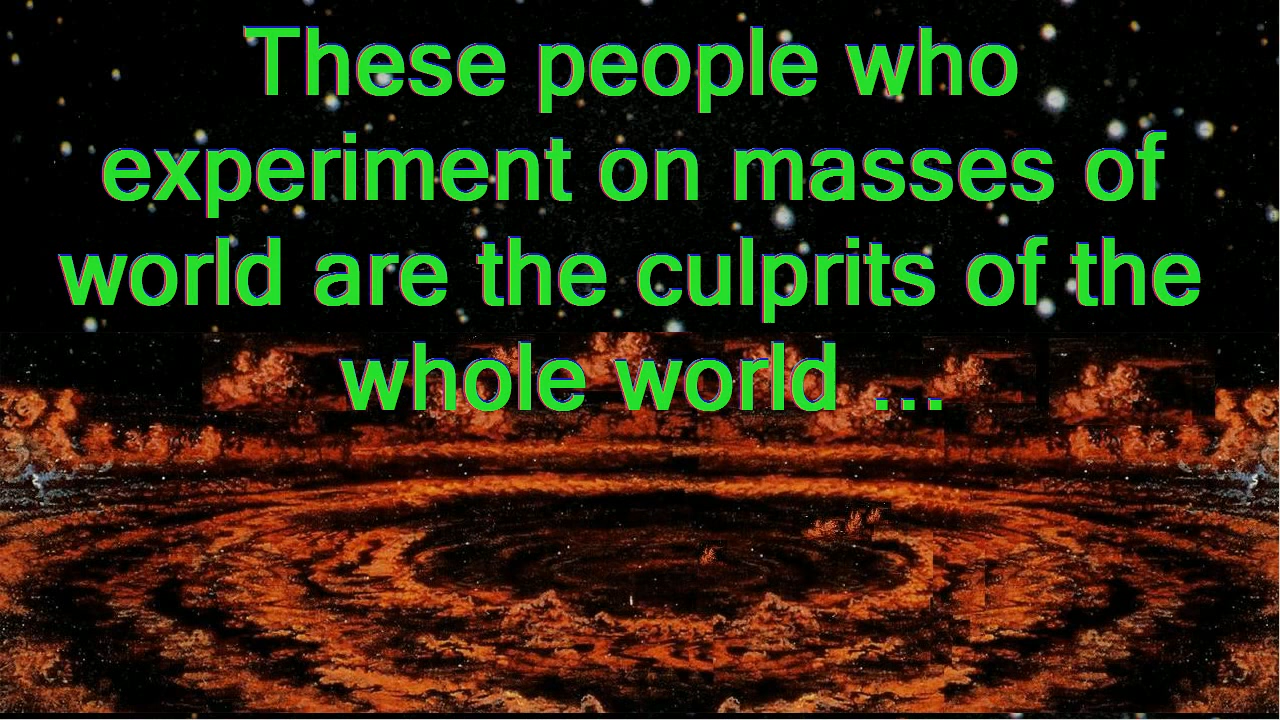 These people who
experiment on masses of
world are the culprits of the
whole world ...